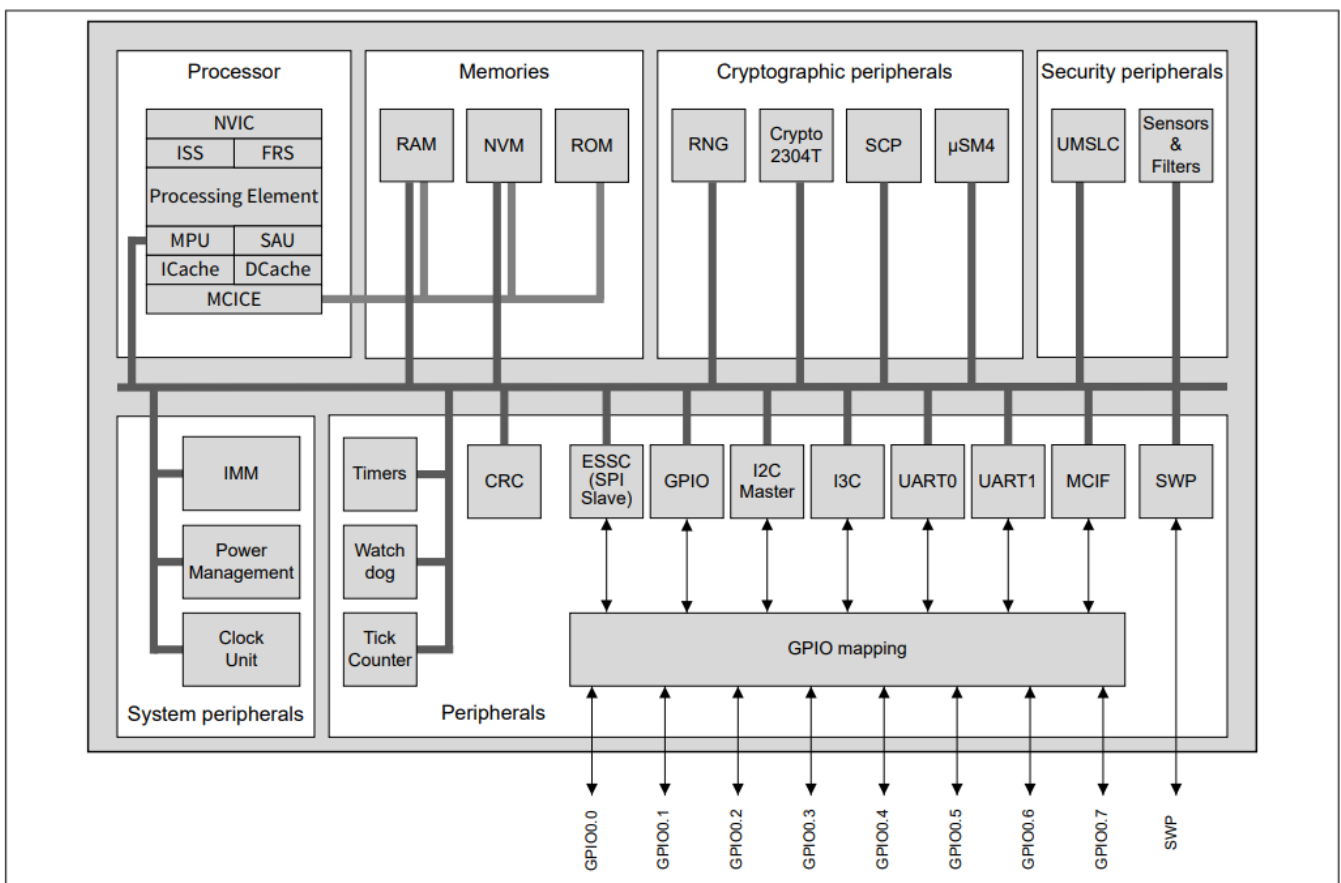 Processor
NVIC
ISS
FRS
Processing Element
MPU
SAU
ICache
DCache
MCICE
Memories
RAM
NVM
ROM
Cryptographic peripherals
RNG
Crypto
2304T
SCP
µSM4
Security peripherals
UMSLC
Sensors
&
Filters
IMM
Power
Management
Clock
Unit
System peripherals
Timers
Watch
dog
Tick
Counter
CRC
ESSC
(SPI
Slave)
GPIO
I2C
Master
I3C
UART0
UART1
MCIF
SWP
GPIO mapping
Peripherals
GPIO0.0
GPIO0.1
GPIO0.2
GPIO0.3
GPIO0.4
GPIO0.5
GPIO0.6
GPIO0.7
SWP